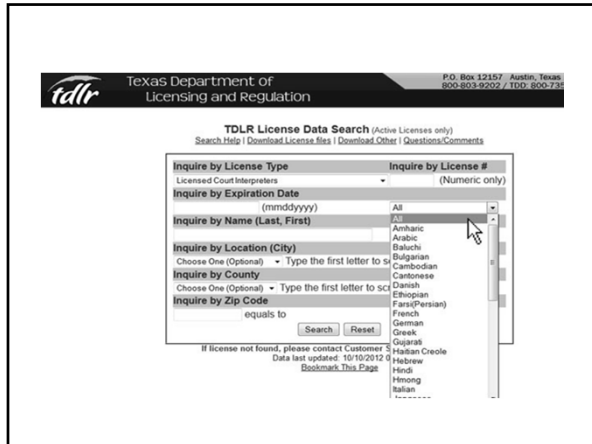 tdlr
Texas Department of
Licensing and Regulation
P.O. Box 12157 Austin, Texas
800-803-9202 / TDD: 800-735
TDLR License Data Search (Active Licenses only)
Search Help | Download License files | Download Other | Questions/Comments
Inquire by License Type Inquire by License #
Licensed Court Interpreters (Numeric only)
Inquire by Expiration Date
(mmddyyyy) All
Inquire by Name (Last, First)
Inquire by Location (City)
Choose One (Optional) Type the first letter to
Inquire by County
Choose One (Optional) Type the first letter to
Inquire by Zip Code
equals to
Search Reset
If license not found, please contact Customer
Data last updated: 10/10/2012
Bookmark This Page
All
Amharic
Arabic
Baluchi
Bulgarian
Cambodian
Cantonese
Danish
Ethiopian
Farsi(Persian)
French
German
Greek
Gujarati
Haitian Creole
Hebrew
Hindi
Hmong
Italian